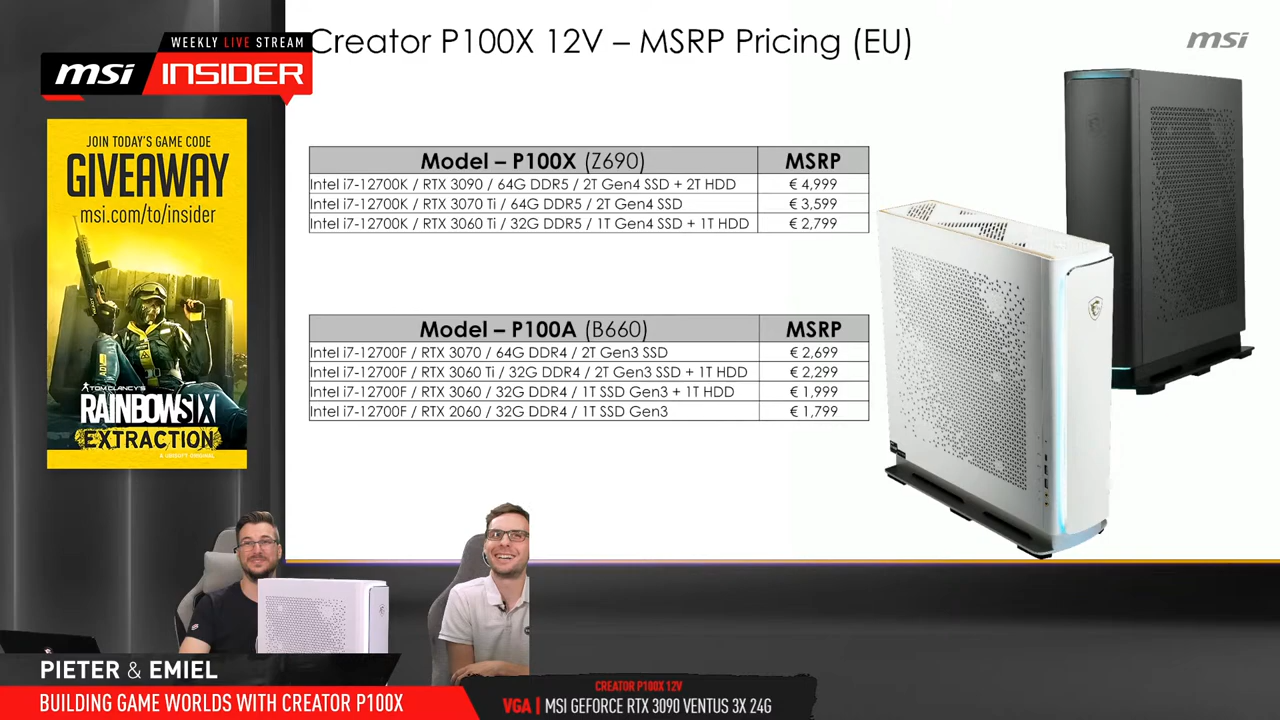 WEEKLY LIVE STREAM
msi INSIDER
JOIN TODAY'S GAME CODE
GIVEAWAY
msi.com/to/insider
TOM CLANCY'S
RAINBOW SIX
EXTRACTION
A UBISOFT ORIGINAL
Creator P100X 12V – MSRP Pricing (EU)
msi
Model – P100X (Z690) MSRP
Intel i7-12700K / RTX 3090 / 64G DDR5 / 2T Gen4 SSD + 2T HDD € 4,999
Intel i7-12700K / RTX 3070 Ti / 64G DDR5 / 2T Gen4 SSD € 3,599
Intel i7-12700K / RTX 3060 Ti / 32G DDR5 / 1T Gen4 SSD + 1T HDD € 2,799
Model – P100A (B660) MSRP
Intel i7-12700F / RTX 3070 / 64G DDR4 / 2T Gen3 SSD € 2,699
Intel i7-12700F / RTX 3060 Ti / 32G DDR4 / 2T Gen3 SSD + 1T HDD € 2,299
Intel i7-12700F / RTX 3060 / 32G DDR4 / 1T SSD Gen3 + 1T HDD € 1,999
Intel i7-12700F / RTX 2060 / 32G DDR4 / 1T SSD Gen3 € 1,799
PIETER & EMIEL
BUILDING GAME WORLDS WITH CREATOR P100X
CREATOR P100X 12V
VGA | MSI GEFORCE RTX 3090 VENTUS 3X 24G